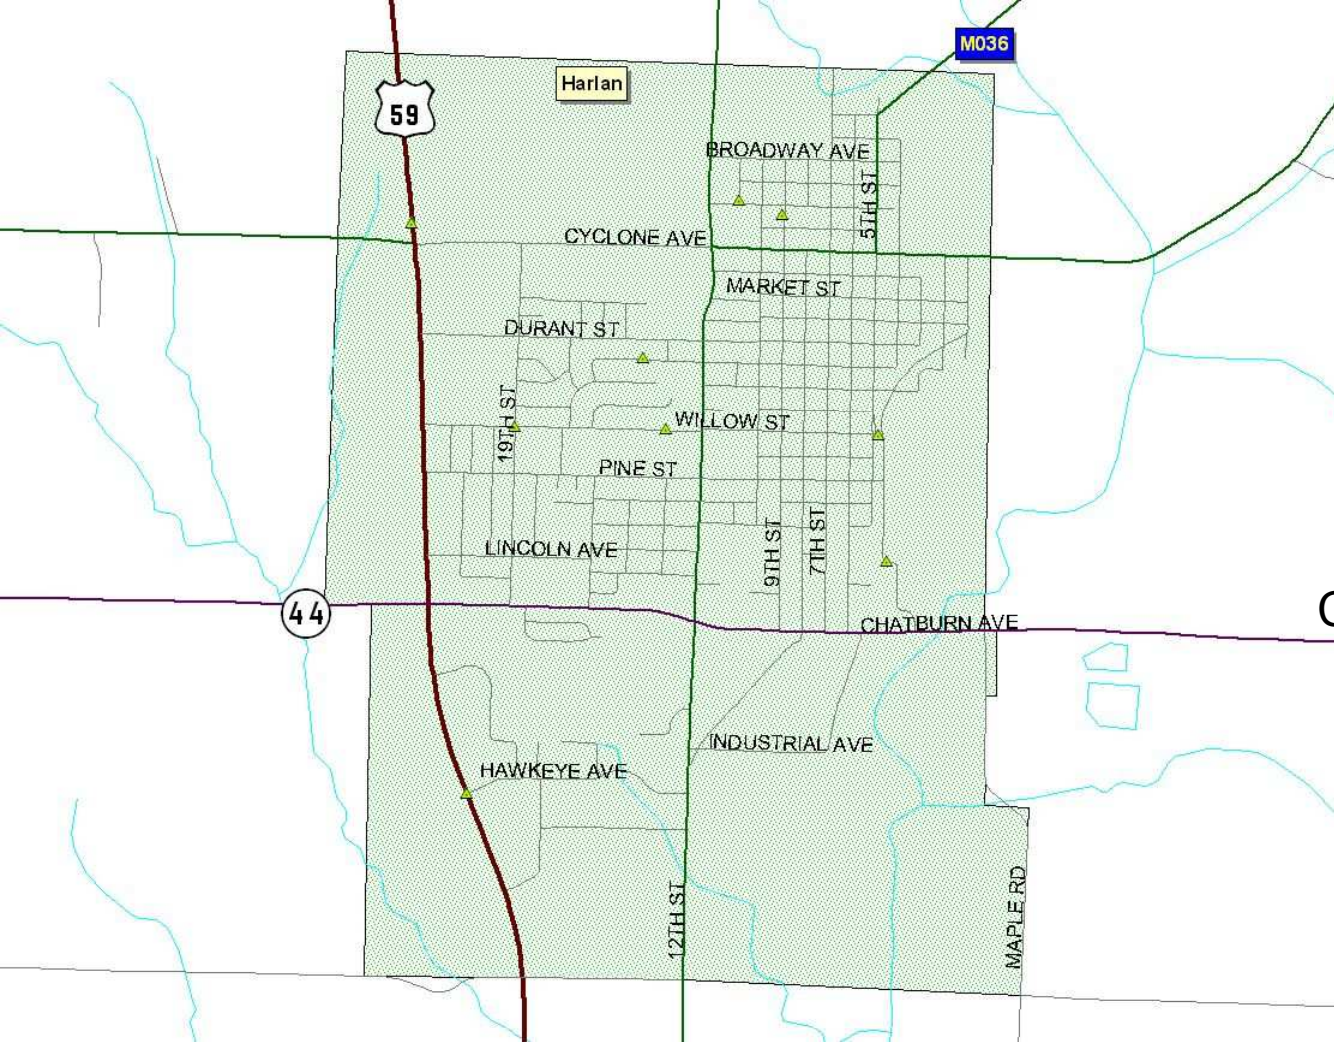 M036
Harlan
59
BROADWAY AVE
5TH ST
CYCLONE AVE
MARKET ST
DURANT ST
19TH ST
WILLOW ST
PINE ST
9TH ST
7TH ST
LINCOLN AVE
44
CHATBURN AVE
INDUSTRIAL AVE
HAWKEYE AVE
12TH ST
MAPLE RD